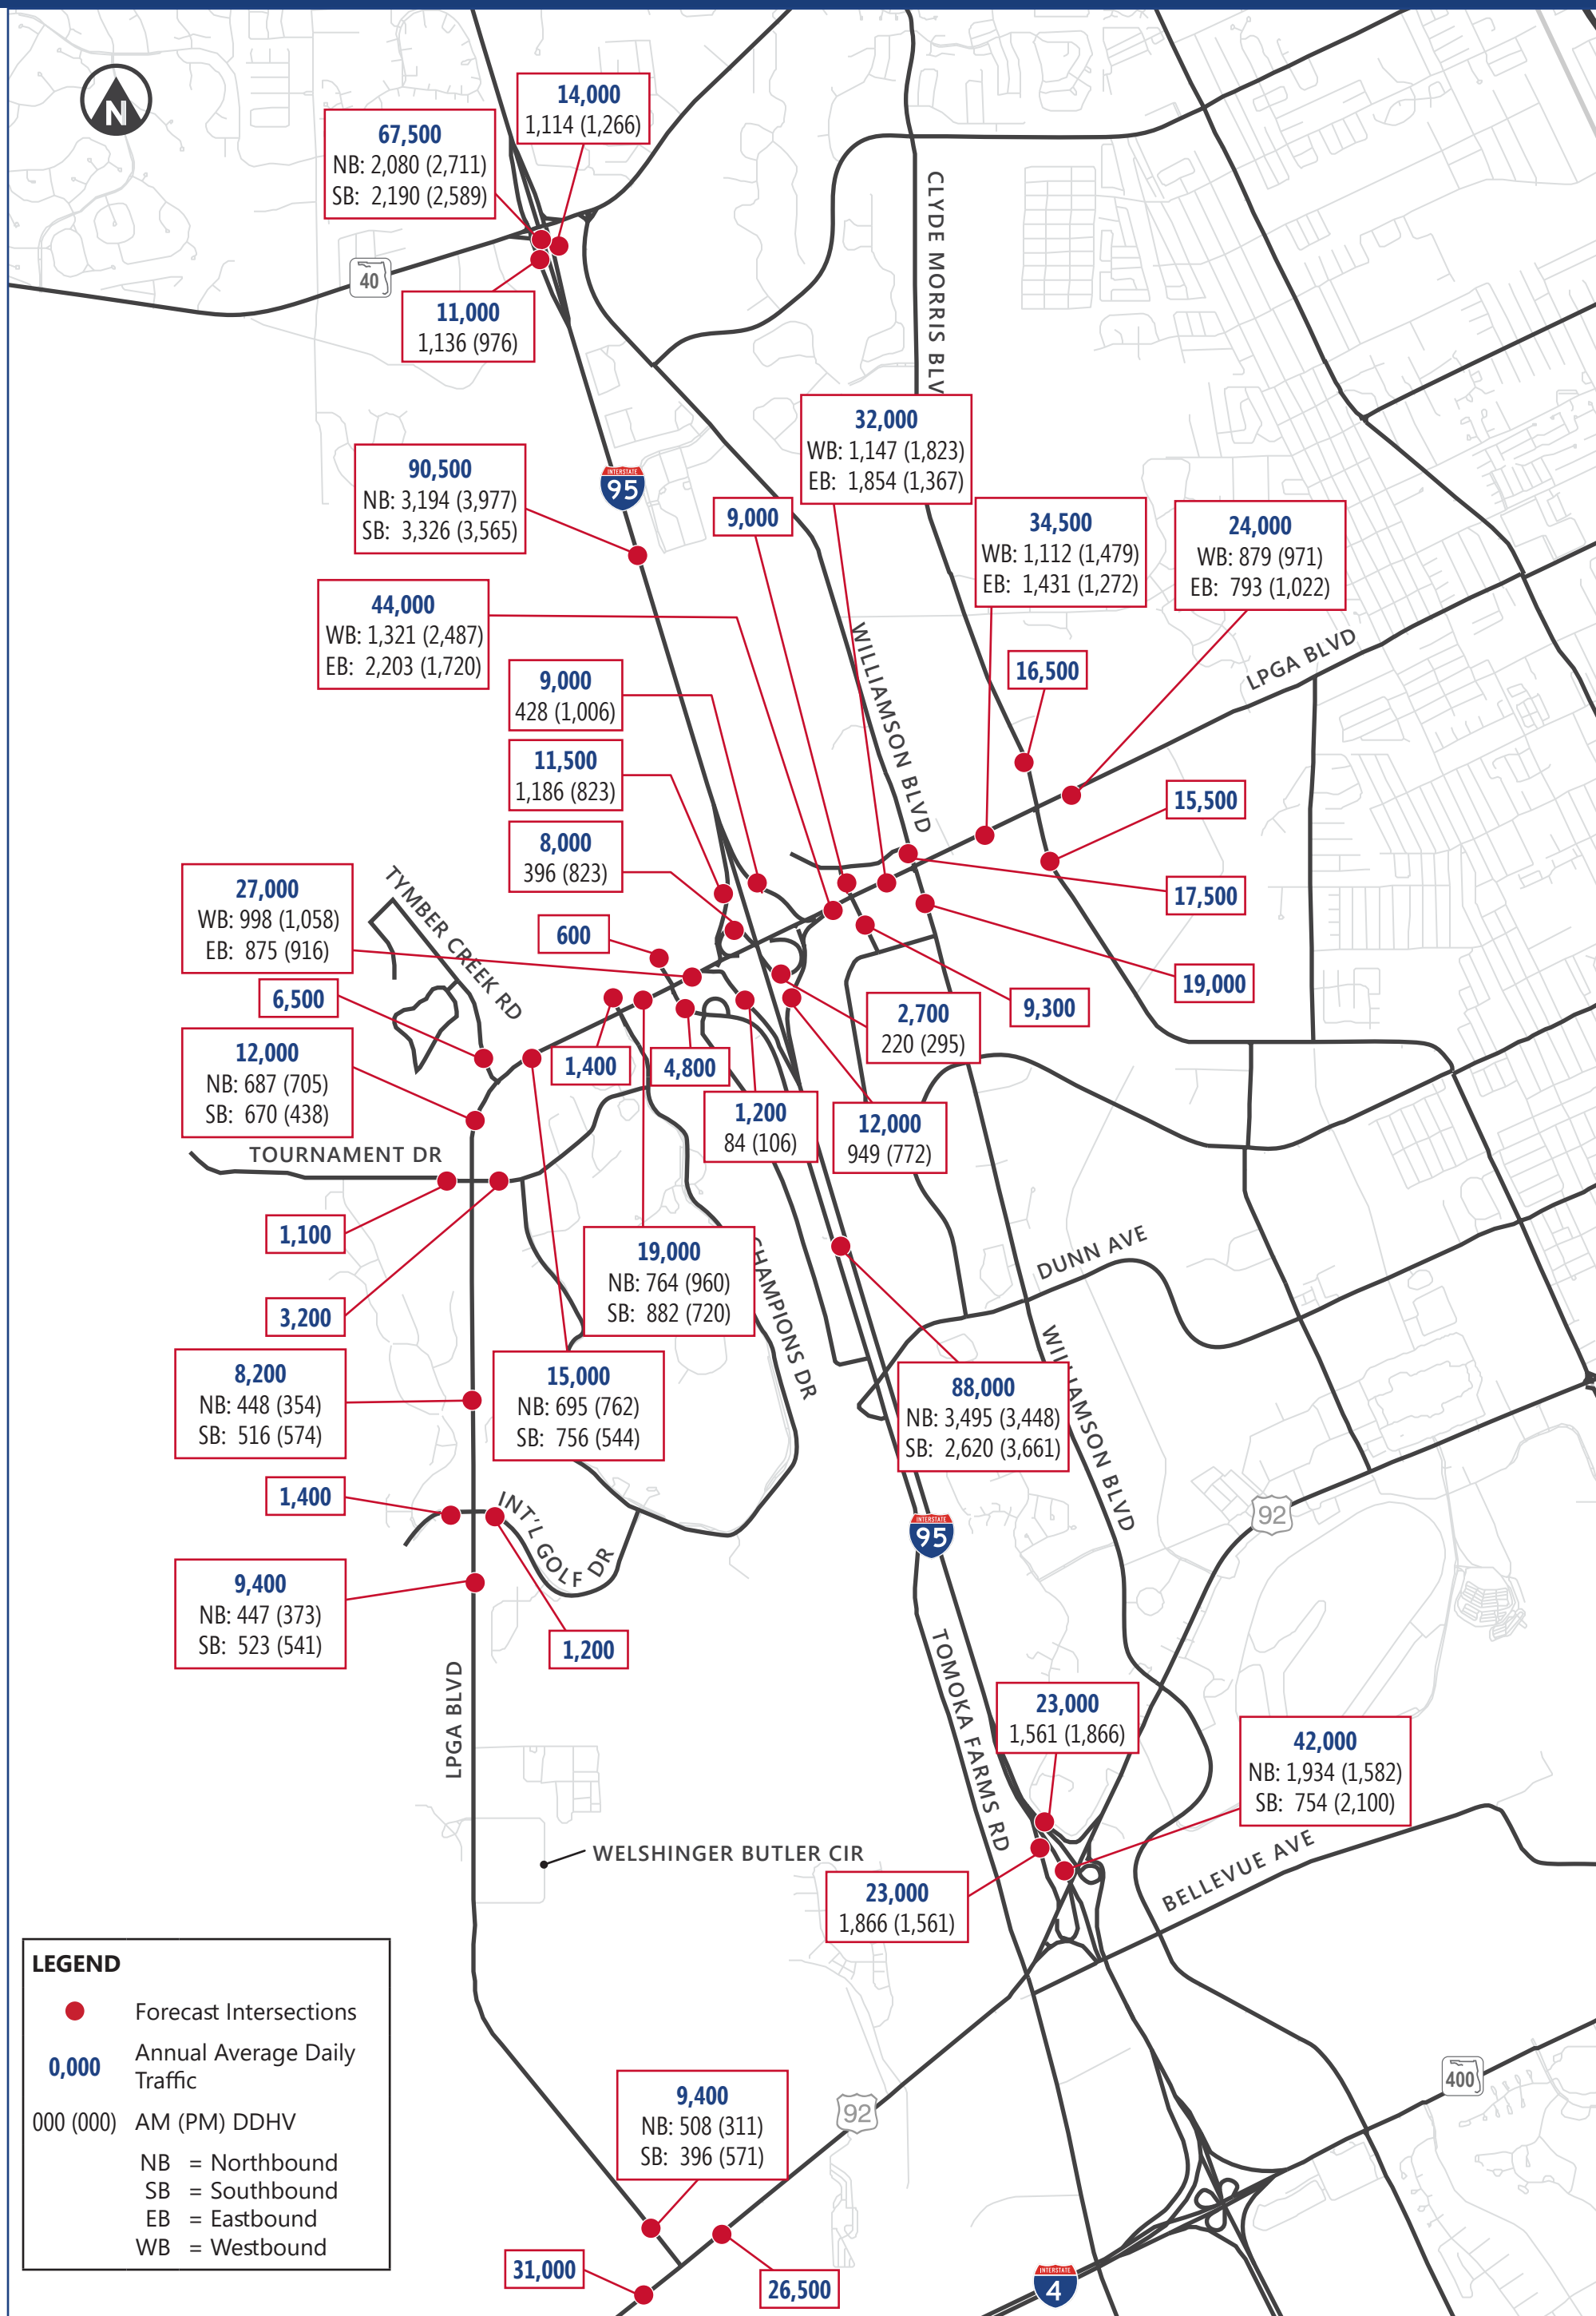 N
14,000
1,114 (1,266)
67,500
NB: 2,080 (2,711)
SB: 2,190 (2,589)
40
11,000
1,136 (976)
CLYDE MORRIS BLV
32,000
WB: 1,147 (1,823)
EB: 1,854 (1,367)
90,500
NB: 3,194 (3,977)
SB: 3,326 (3,565)
INTERSTATE
95
9,000
34,500
WB: 1,112 (1,479)
EB: 1,431 (1,272)
24,000
WB: 879 (971)
EB: 793 (1,022)
44,000
WB: 1,321 (2,487)
EB: 2,203 (1,720)
WILLIAMSON BLVD
LPGA BLVD
16,500
9,000
428 (1,006)
11,500
1,186 (823)
15,500
8,000
396 (823)
17,500
27,000
WB: 998 (1,058)
EB: 875 (916)
TYMBER CREEK RD
600
19,000
6,500
9,300
2,700
220 (295)
12,000
NB: 687 (705)
SB: 670 (438)
1,400
4,800
1,200
84 (106)
12,000
949 (772)
TOURNAMENT DR
1,100
19,000
NB: 764 (960)
SB: 882 (720)
CHAMPIONS DR
DUNN AVE
3,200
8,200
NB: 448 (354)
SB: 516 (574)
15,000
NB: 695 (762)
SB: 756 (544)
88,000
NB: 3,495 (3,448)
SB: 2,620 (3,661)
WILLIAMSON BLVD
1,400
INT'L GOLF DR
92
INTERSTATE
95
9,400
NB: 447 (373)
SB: 523 (541)
1,200
LPGA BLVD
TOMOKA FARMS RD
23,000
1,561 (1,866)
42,000
NB: 1,934 (1,582)
SB: 754 (2,100)
WELSHINGER BUTLER CIR
23,000
1,866 (1,561)
BELLEVUE AVE
LEGEND
Forecast Intersections
0,000 Annual Average Daily
Traffic
000 (000) AM (PM) DDHV
NB = Northbound
SB = Southbound
EB = Eastbound
WB = Westbound
400
92
9,400
NB: 508 (311)
SB: 396 (571)
31,000
26,500
INTERSTATE
4